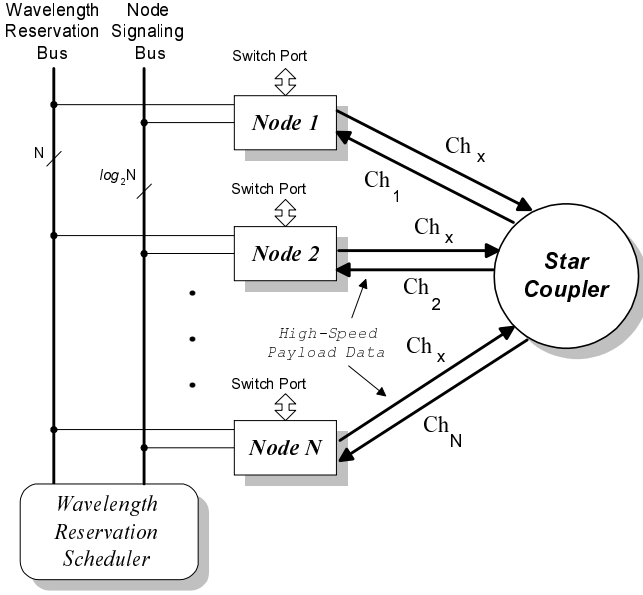 Wavelength
Reservation
Bus
Node
Signaling
Bus
Switch Port
Node 1
Ch x
Ch 1
N
log2N
Switch Port
Node 2
Ch x
Ch 2
Star
Coupler
High-Speed
Payload Data
Ch x
Switch Port
Node N
Ch N
Wavelength
Reservation
Scheduler